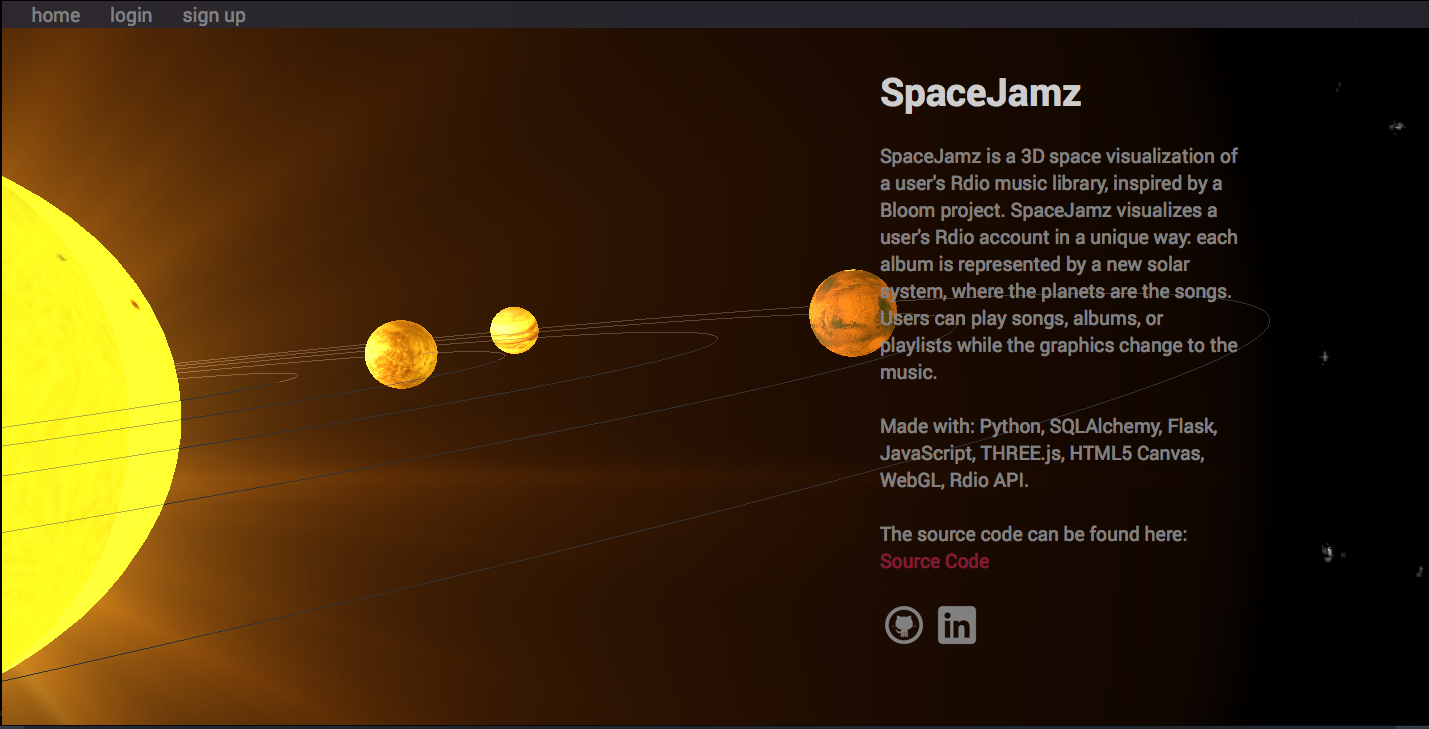 home login sign up
SpaceJamz
SpaceJamz is a 3D space visualization of
a user's Rdio music library, inspired by a
Bloom project. SpaceJamz visualizes a
user's Rdio account in a unique way: each
album is represented by a new solar
system, where the planets are the songs.
Users can play songs, albums, or
playlists while the graphics change to the
music.
Made with: Python, SQLAlchemy, Flask,
JavaScript, THREE.js, HTML5 Canvas,
WebGL, Rdio API.
The source code can be found here:
Source Code
in